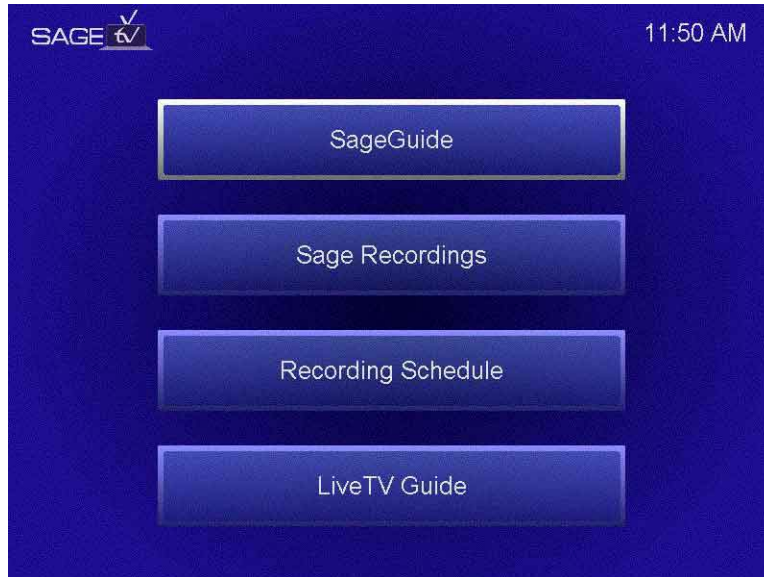 SAGE tv
11:50 AM
SageGuide
Sage Recordings
Recording Schedule
LiveTV Guide